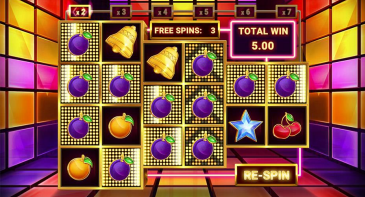 x2
x3
x4
x5
x6
x7
FREE SPINS: 3
TOTAL WIN
5.00
RE-SPIN